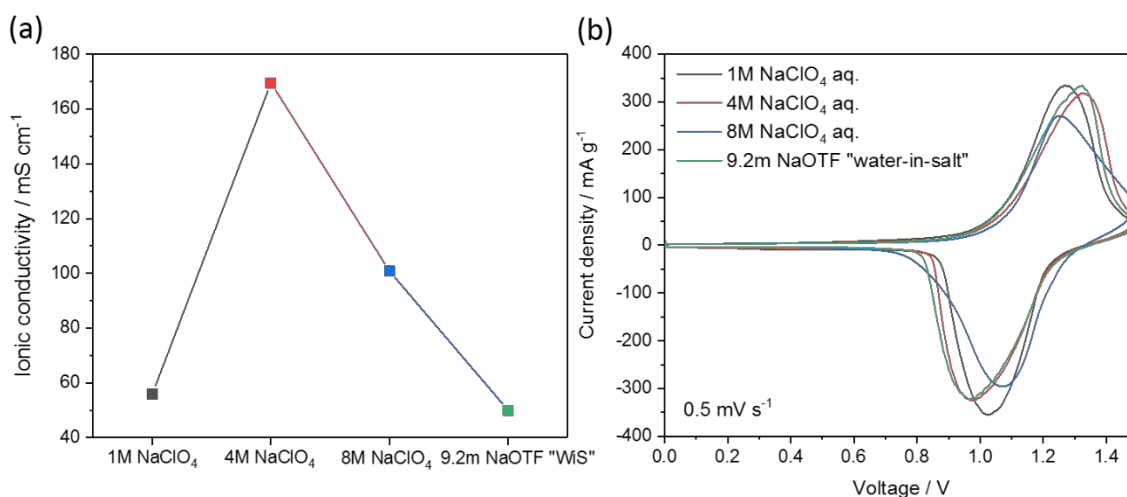 (a)
Ionic conductivity / mS cm⁻¹
180
160
140
120
100
80
60
40
1M NaClO₄
4M NaClO₄
8M NaClO₄
9.2m NaOTF "WiS"
(b)
Current density / mA g⁻¹
400
300
200
100
0
-100
-200
-300
-400
1M NaClO₄ aq.
4M NaClO₄ aq.
8M NaClO₄ aq.
9.2m NaOTF "water-in-salt"
0.5 mV s⁻¹
0.0
0.2
0.4
0.6
0.8
1.0
1.2
1.4
Voltage / V